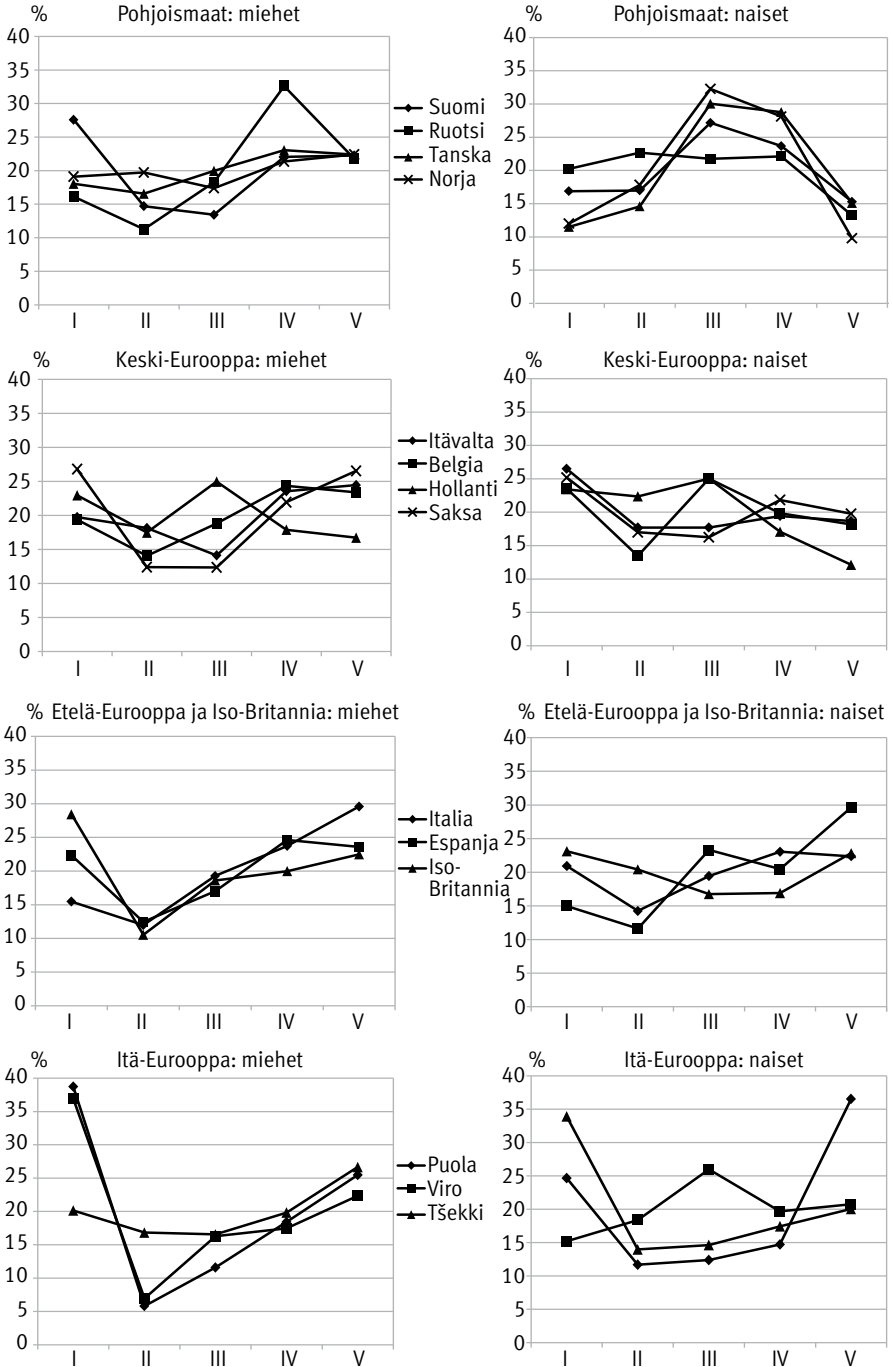 % Pohjoismaat: miehet
40
35
30
25
20
15
10
5
0
I II III IV V
Suomi
Ruotsi
Tanska
Norja
% Pohjoismaat: naiset
40
35
30
25
20
15
10
5
0
I II III IV V
% Keski-Eurooppa: miehet
40
35
30
25
20
15
10
5
0
I II III IV V
Itävalta
Belgia
Hollanti
Saksa
% Keski-Eurooppa: naiset
40
35
30
25
20
15
10
5
0
I II III IV V
% Etelä-Eurooppa ja Iso-Britannia: miehet
40
35
30
25
20
15
10
5
0
I II III IV V
Italia
Espanja
Iso-
Britannia
% Etelä-Eurooppa ja Iso-Britannia: naiset
40
35
30
25
20
15
10
5
0
I II III IV V
% Itä-Eurooppa: miehet
40
35
30
25
20
15
10
5
0
I II III IV V
Puola
Viro
Tšekki
% Itä-Eurooppa: naiset
40
35
30
25
20
15
10
5
0
I II III IV V